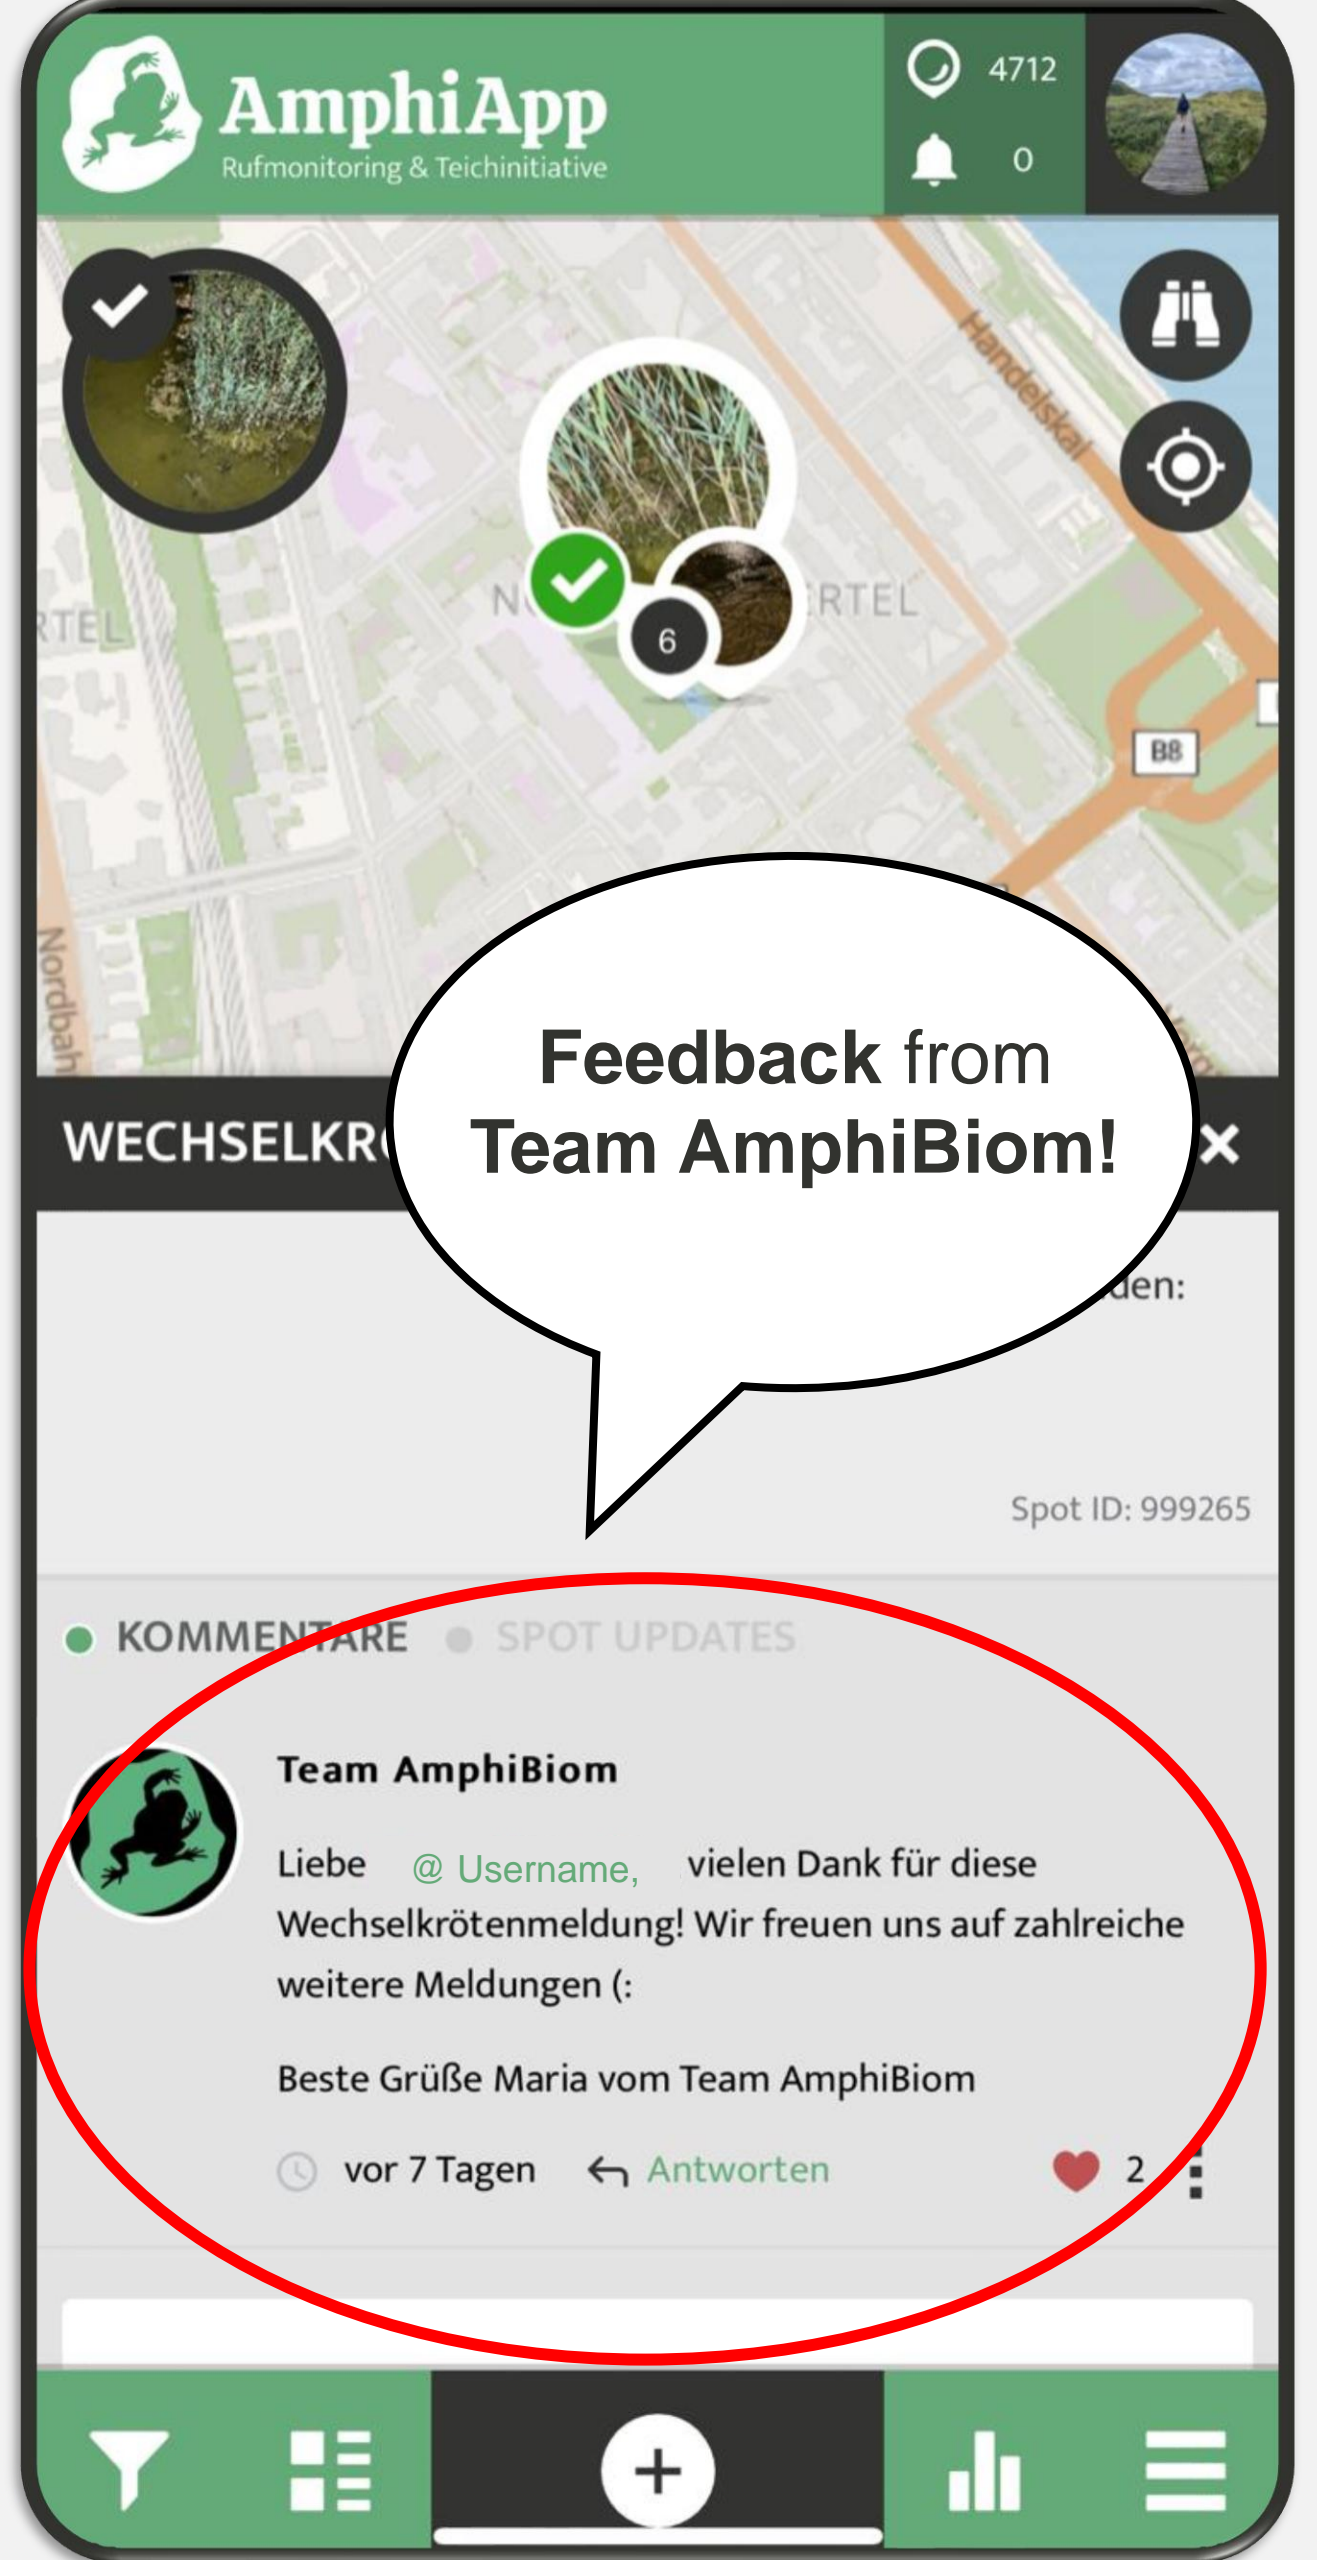 AmphiApp
Rufmonitoring & Teichinitiative
4712
0
Handelskai
RTEL
RTEL
6
B8
Nordbah
Feedback from
Team AmphiBiom!
WECHSELKR
den:
Spot ID: 999265
KOMMENTARE
SPOT UPDATES
Team AmphiBiom
Liebe @ Username, vielen Dank für diese
Wechselkrötenmeldung! Wir freuen uns auf zahlreiche
weitere Meldungen (:
Beste Grüße Maria vom Team AmphiBiom
vor 7 Tagen Antworten 2